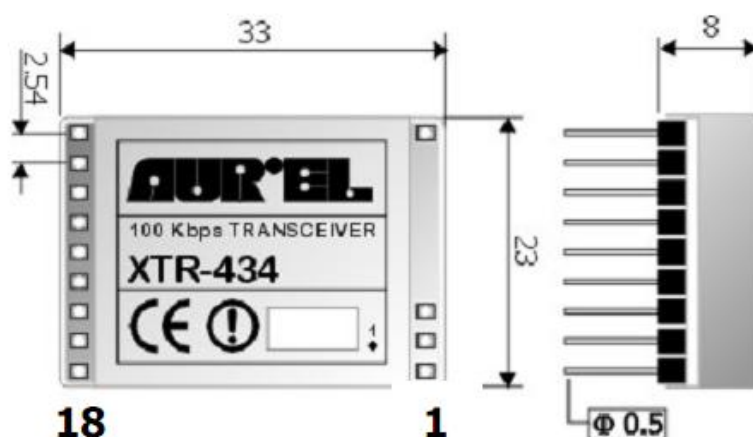 33
8
2.54
AUR°EL
100 Kbps TRANSCEIVER
XTR-434
23
CE
1
18
1
Φ 0.5